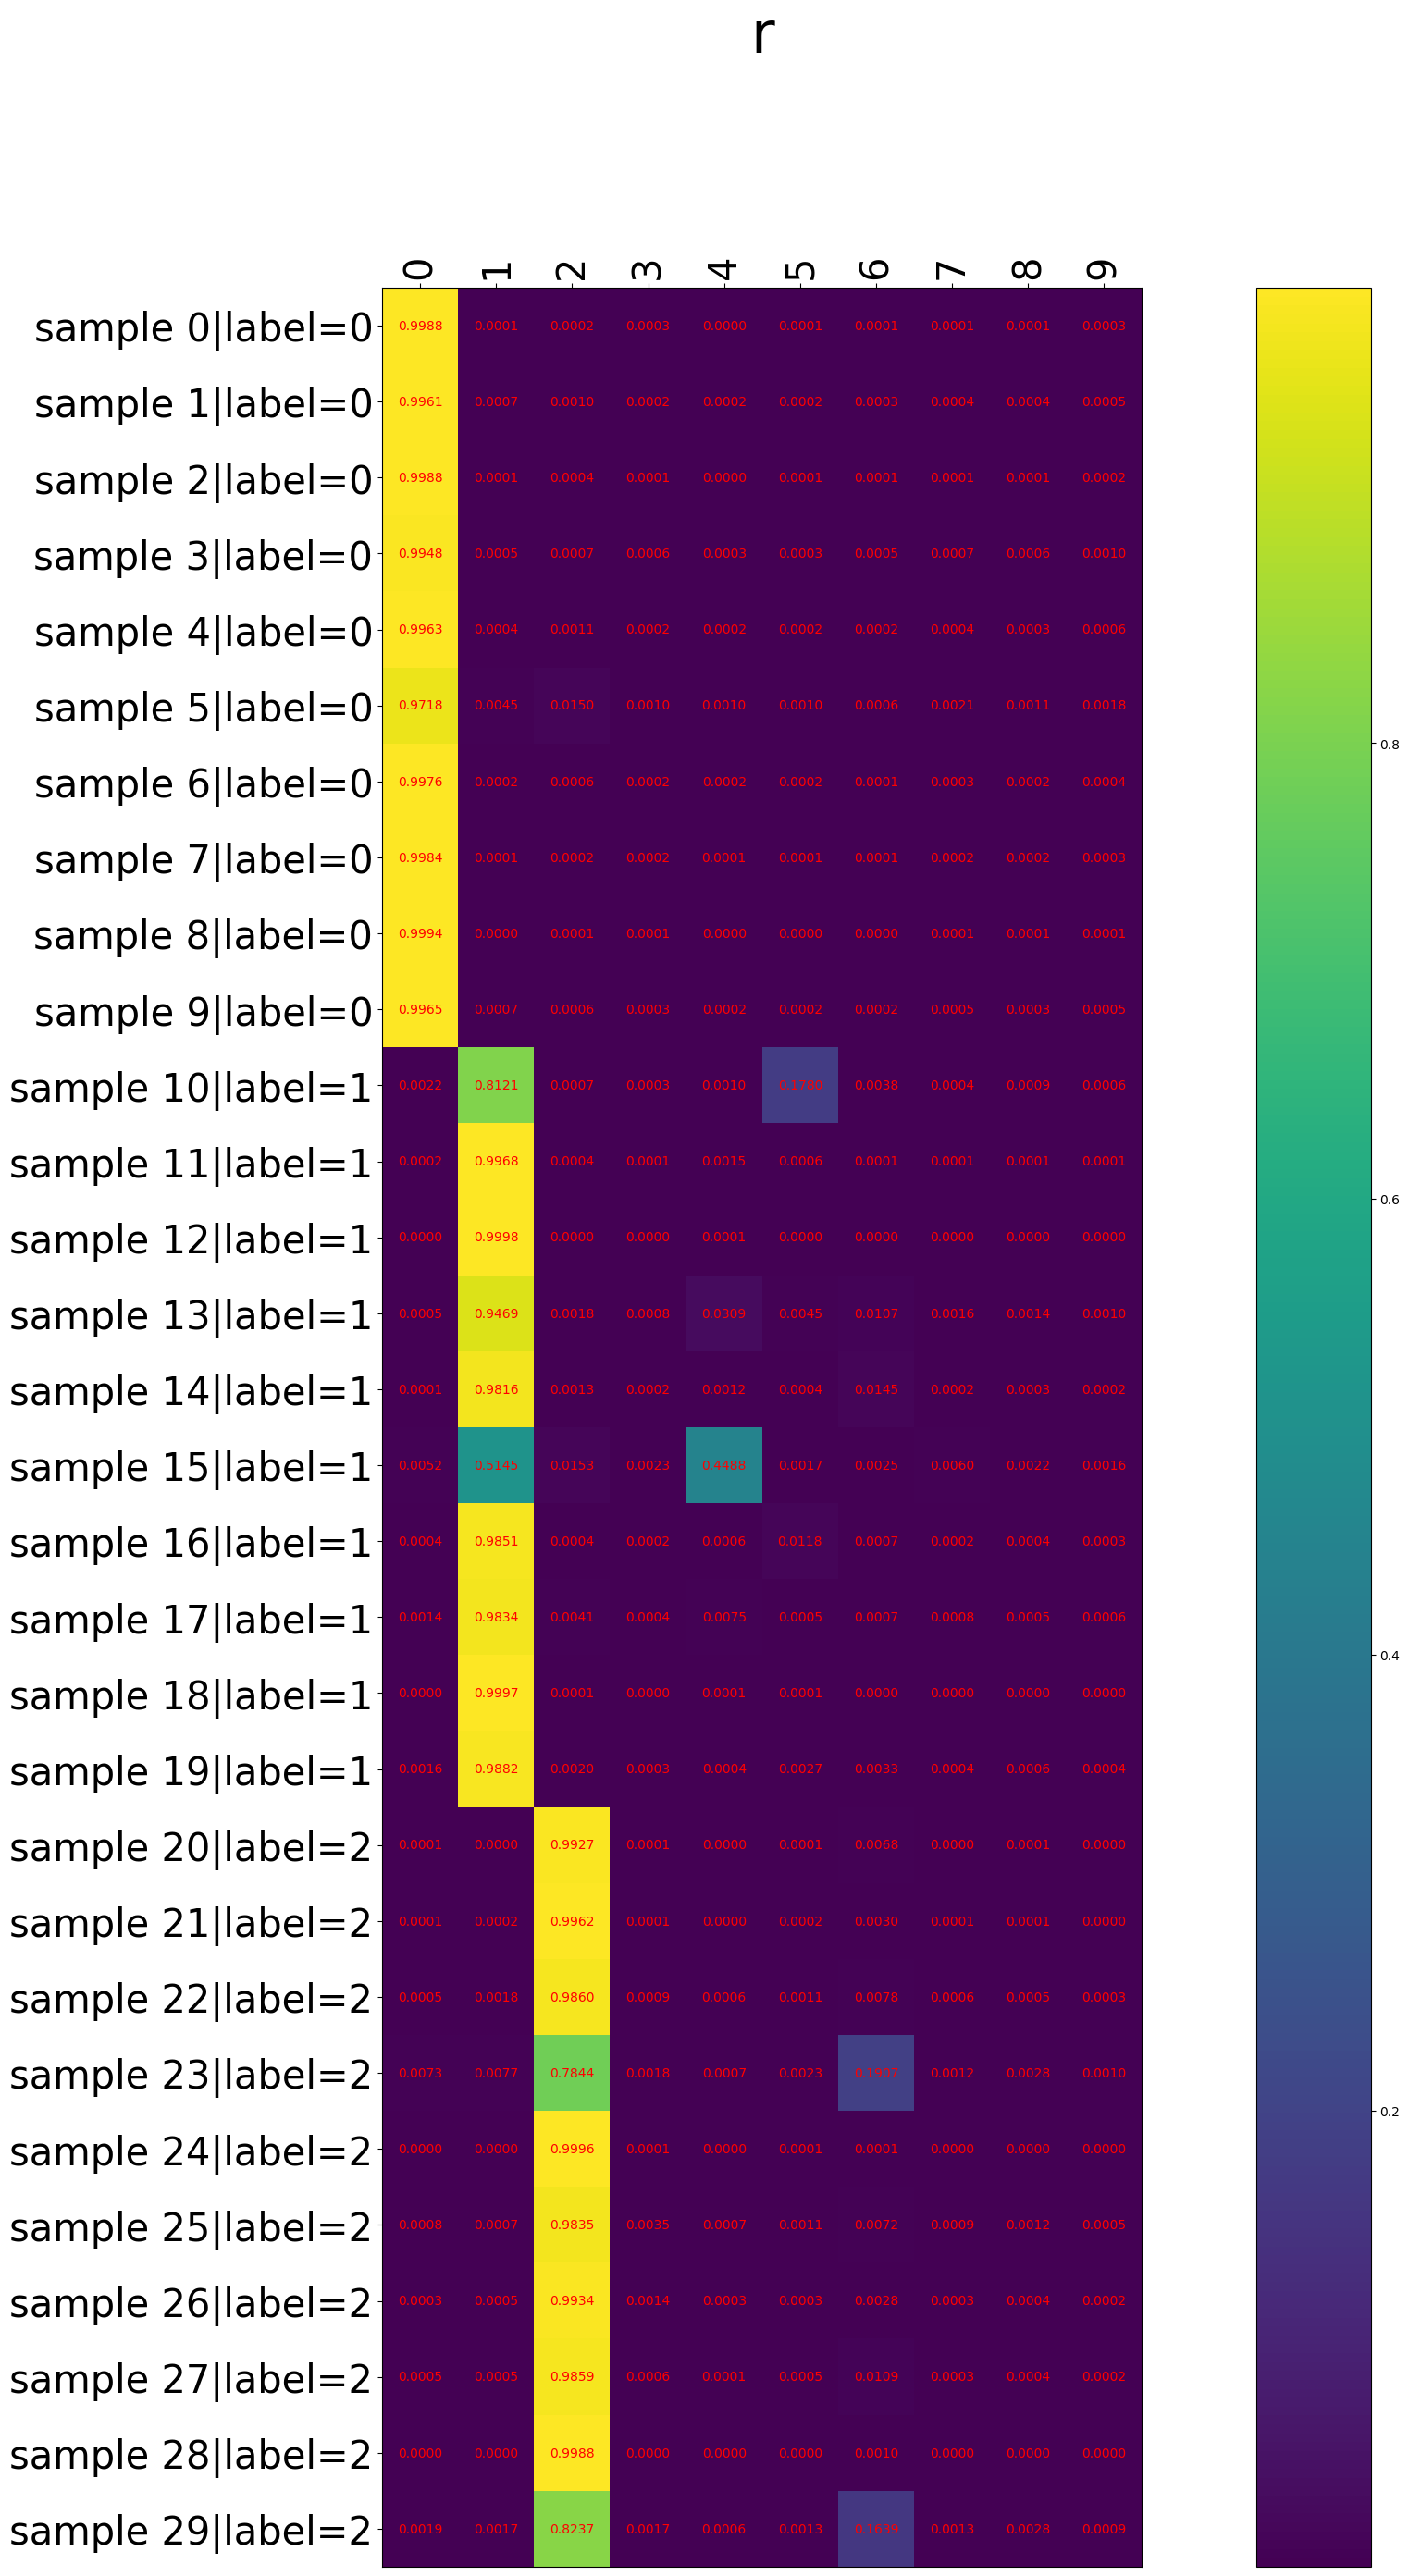 r
0 1 2 3 4 5 6 7 8 9
sample 0|label=0 0.9988 0.0001 0.0002 0.0003 0.0000 0.0001 0.0001 0.0001 0.0001 0.0003
sample 1|label=0 0.9961 0.0007 0.0010 0.0002 0.0002 0.0002 0.0003 0.0004 0.0004 0.0005
sample 2|label=0 0.9988 0.0001 0.0004 0.0001 0.0000 0.0001 0.0001 0.0001 0.0001 0.0002
sample 3|label=0 0.9948 0.0005 0.0007 0.0006 0.0003 0.0003 0.0005 0.0007 0.0006 0.0010
sample 4|label=0 0.9963 0.0004 0.0011 0.0002 0.0002 0.0002 0.0002 0.0004 0.0003 0.0006
sample 5|label=0 0.9718 0.0045 0.0150 0.0010 0.0010 0.0010 0.0006 0.0021 0.0011 0.0018
0.8
sample 6|label=0 0.9976 0.0002 0.0006 0.0002 0.0002 0.0002 0.0001 0.0003 0.0002 0.0004
sample 7|label=0 0.9984 0.0001 0.0002 0.0002 0.0001 0.0001 0.0001 0.0002 0.0002 0.0003
sample 8|label=0 0.9994 0.0000 0.0001 0.0001 0.0000 0.0000 0.0000 0.0001 0.0001 0.0001
sample 9|label=0 0.9965 0.0007 0.0006 0.0003 0.0002 0.0002 0.0002 0.0005 0.0003 0.0005
sample 10|label=1 0.0022 0.8121 0.0007 0.0003 0.0010 0.0038 0.0004 0.0009 0.0006
sample 11|label=1 0.0002 0.9968 0.0004 0.0001 0.0015 0.0006 0.0001 0.0001 0.0001 0.0001
0.6
sample 12|label=1 0.0000 0.9998 0.0000 0.0000 0.0001 0.0000 0.0000 0.0000 0.0000 0.0000
sample 13|label=1 0.0005 0.9469 0.0018 0.0008 0.0309 0.0045 0.0107 0.0016 0.0014 0.0010
sample 14|label=1 0.0001 0.9816 0.0013 0.0002 0.0012 0.0004 0.0145 0.0002 0.0003 0.0002
sample 15|label=1 0.0052 0.5145 0.0153 0.0023 0.4488 0.0017 0.0025 0.0060 0.0022 0.0016
sample 16|label=1 0.0004 0.9851 0.0004 0.0002 0.0006 0.0118 0.0007 0.0002 0.0004 0.0003
sample 17|label=1 0.0014 0.9834 0.0041 0.0004 0.0075 0.0005 0.0007 0.0008 0.0005 0.0006
0.4
sample 18|label=1 0.0000 0.9997 0.0001 0.0000 0.0001 0.0001 0.0000 0.0000 0.0000 0.0000
sample 19|label=1 0.0016 0.9882 0.0020 0.0003 0.0004 0.0027 0.0033 0.0004 0.0006 0.0004
sample 20|label=2 0.0001 0.0000 0.9927 0.0001 0.0000 0.0001 0.0068 0.0000 0.0001 0.0000
sample 21|label=2 0.0001 0.0002 0.9962 0.0001 0.0000 0.0002 0.0030 0.0001 0.0001 0.0000
sample 22|label=2 0.0005 0.0018 0.9860 0.0009 0.0006 0.0011 0.0078 0.0006 0.0005 0.0003
sample 23|label=2 0.0073 0.0077 0.7844 0.0018 0.0007 0.0023 0.0012 0.0028 0.0010
0.2
sample 24|label=2 0.0000 0.0000 0.9996 0.0001 0.0000 0.0001 0.0001 0.0000 0.0000 0.0000
sample 25|label=2 0.0008 0.0007 0.9835 0.0035 0.0007 0.0011 0.0072 0.0009 0.0012 0.0005
sample 26|label=2 0.0003 0.0005 0.9934 0.0014 0.0003 0.0003 0.0028 0.0003 0.0004 0.0002
sample 27|label=2 0.0005 0.0005 0.9859 0.0006 0.0001 0.0005 0.0109 0.0003 0.0004 0.0002
sample 28|label=2 0.0000 0.0000 0.9988 0.0000 0.0000 0.0000 0.0010 0.0000 0.0000 0.0000
sample 29|label=2 0.0019 0.0017 0.8237 0.0017 0.0006 0.0013 0.0013 0.0028 0.0009